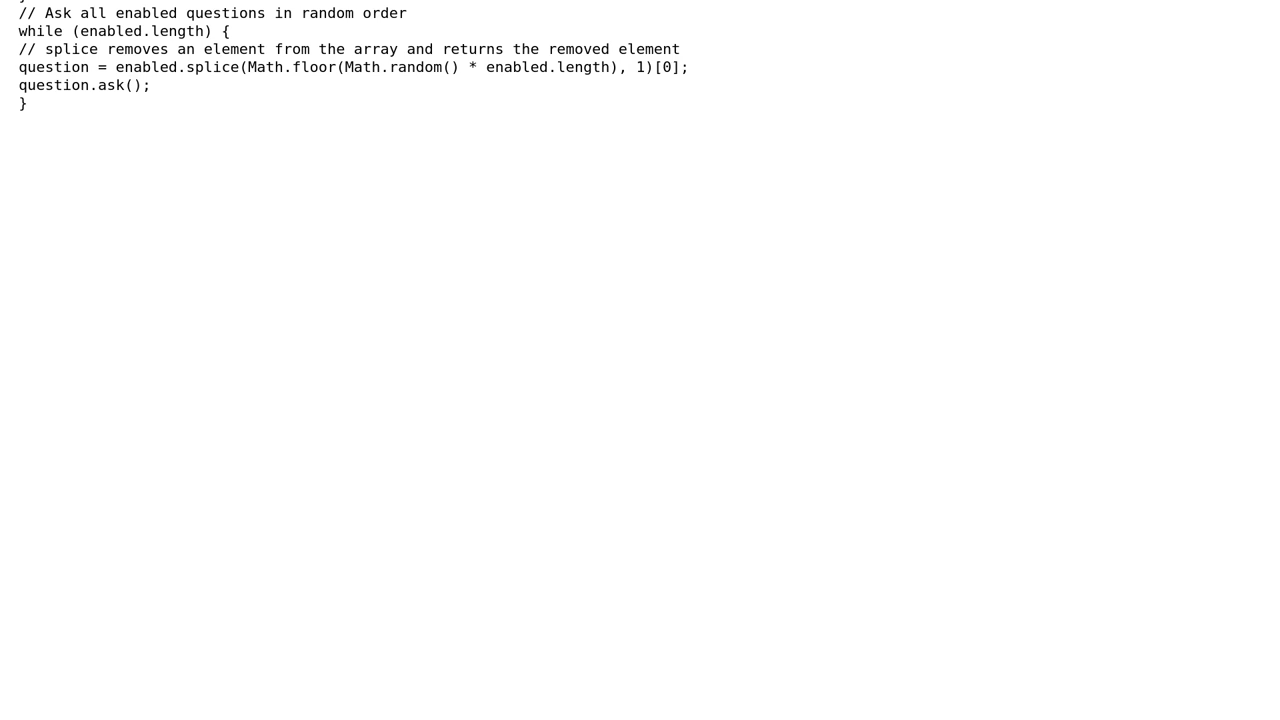 }
// Ask all enabled questions in random order
while (enabled.length) {
// splice removes an element from the array and returns the removed element
question = enabled.splice(Math.floor(Math.random() * enabled.length), 1)[0];
question.ask();
}